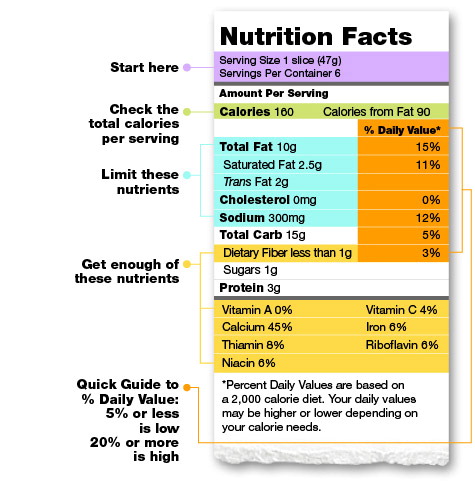 Nutrition Facts
Start here
Serving Size 1 slice (47g)
Servings Per Container 6
Amount Per Serving
Check the
total calories
per serving
Calories 160 Calories from Fat 90
% Daily Value*
Limit these
nutrients
Total Fat 10g 15%
Saturated Fat 2.5g 11%
Trans Fat 2g
Cholesterol 0mg 0%
Sodium 300mg 12%
Total Carb 15g 5%
Get enough of
these nutrients
Dietary Fiber less than 1g 3%
Sugars 1g
Protein 3g
Vitamin A 0% Vitamin C 4%
Calcium 45% Iron 6%
Thiamin 8% Riboflavin 6%
Niacin 6%
Quick Guide to
% Daily Value:
5% or less
is low
20% or more
is high
*Percent Daily Values are based on
a 2,000 calorie diet. Your daily values
may be higher or lower depending on
your calorie needs.